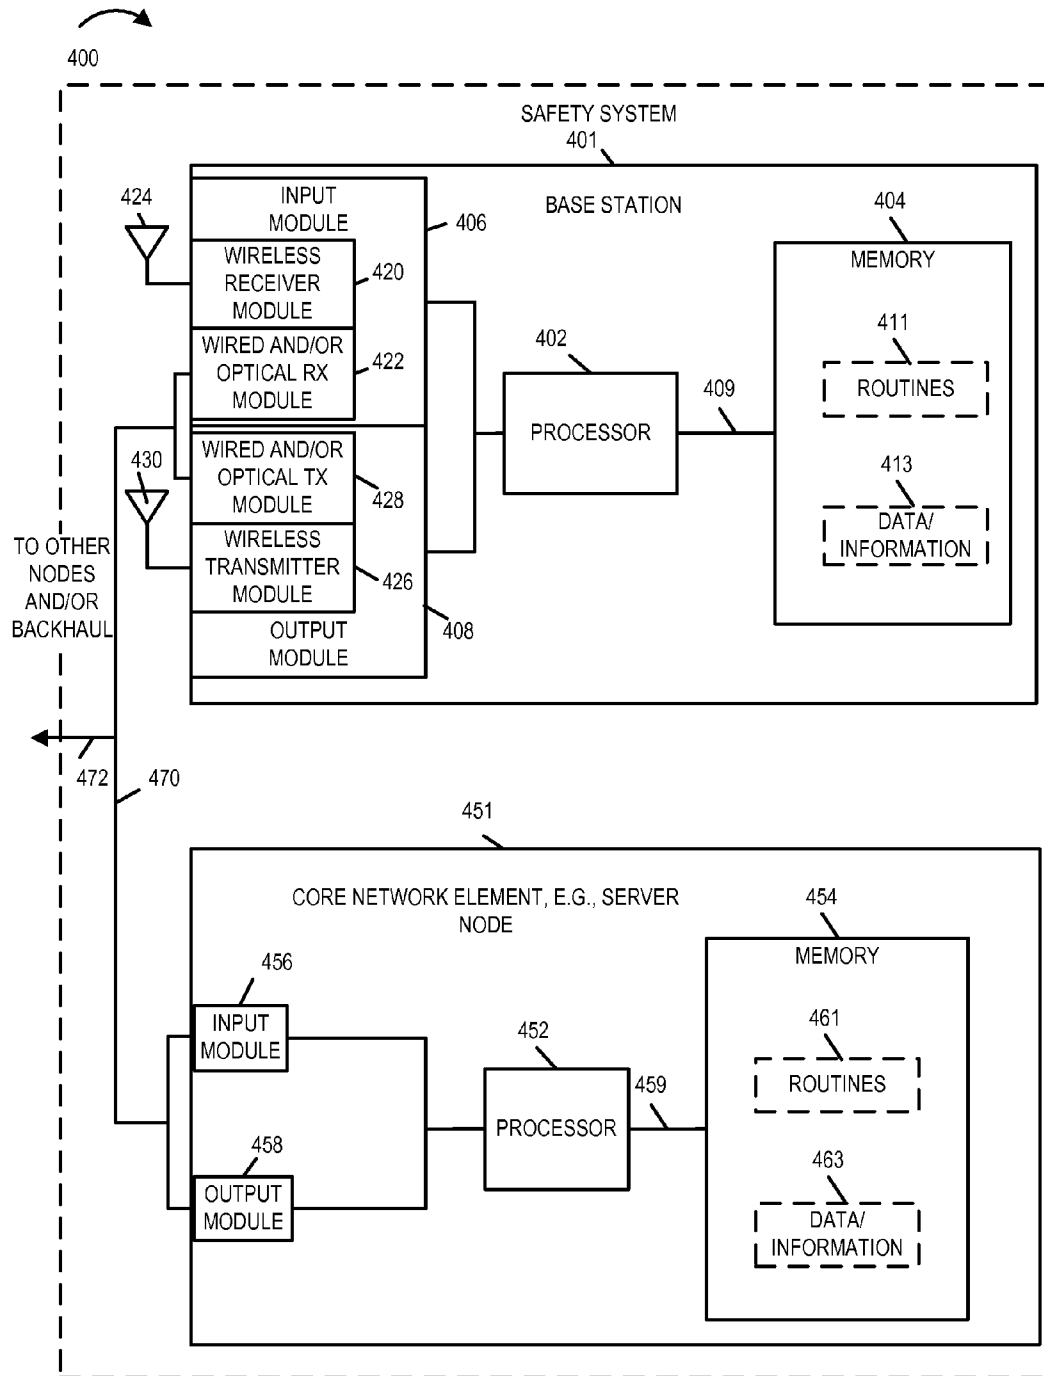 400
SAFETY SYSTEM
401
BASE STATION
424
INPUT
MODULE
406
WIRELESS
RECEIVER
MODULE
420
WIRED AND/OR
OPTICAL RX
MODULE
422
430
WIRED AND/OR
OPTICAL TX
MODULE
428
WIRELESS
TRANSMITTER
MODULE
426
OUTPUT
MODULE
408
402
PROCESSOR
409
404
MEMORY
411
ROUTINES
413
DATA/
INFORMATION
TO OTHER
NODES
AND/OR
BACKHAUL
472
470
451
CORE NETWORK ELEMENT, E.G., SERVER
NODE
456
INPUT
MODULE
458
OUTPUT
MODULE
452
PROCESSOR
459
454
MEMORY
461
ROUTINES
463
DATA/
INFORMATION